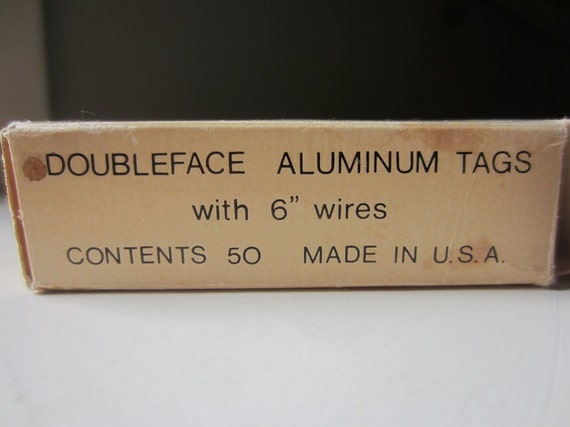 DOUBLEFACE ALUMINUM TAGS
with 6” wires
CONTENTS 50 MADE IN U.S.A.